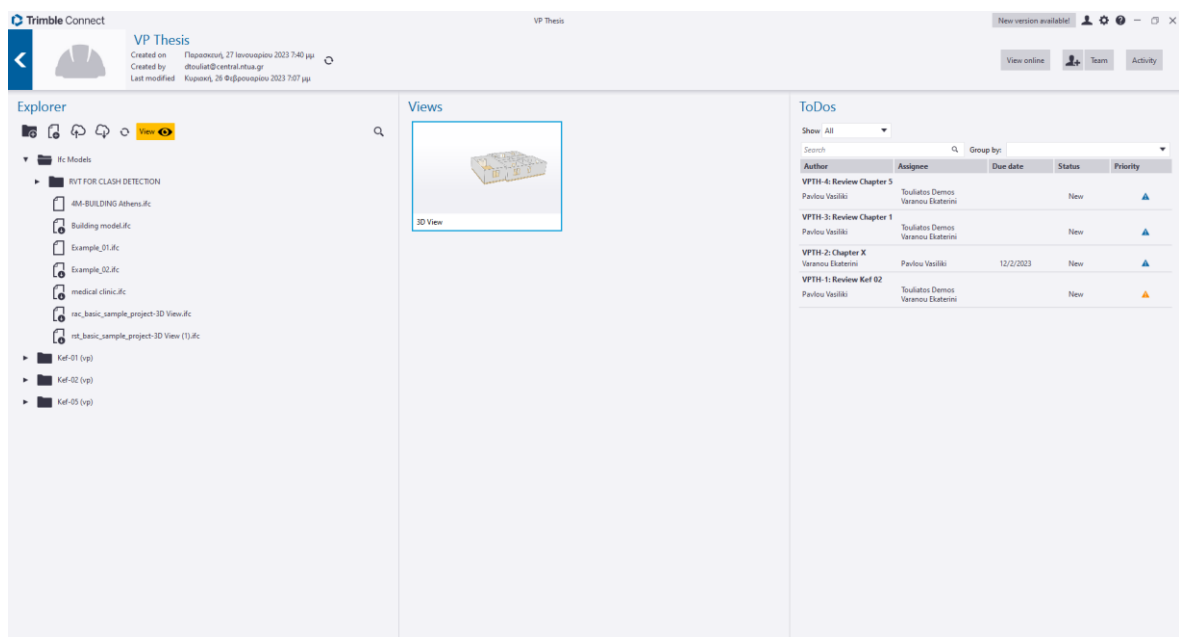 Trimble Connect
VP Thesis
New version available!
VP Thesis
Created on Παρασκευή, 27 Ιανουαρίου 2023 7:40 μμ
Created by dtouliat@central.ntua.gr
Last modified Κυριακή, 26 Φεβρουαρίου 2023 7:07 μμ
View online
Team
Activity
Explorer
View
Ifc Models
RVT FOR CLASH DETECTION
4M-BUILDING Athens.ifc
Building model.ifc
Example_01.ifc
Example_02.ifc
medical clinic.ifc
rac_basic_sample_project-3D View.ifc
rst_basic_sample_project-3D View (1).ifc
Kef-01 (vp)
Kef-02 (vp)
Kef-05 (vp)
Views
3D View
ToDos
Show All
Search Group by:
Author Assignee Due date Status Priority
VPTH-4: Review Chapter 5
Pavlou Vasiliki Touliatos Demos New
Varanou Ekaterini
VPTH-3: Review Chapter 1
Pavlou Vasiliki Touliatos Demos New
Varanou Ekaterini
VPTH-2: Chapter X
Varanou Ekaterini Pavlou Vasiliki 12/2/2023 New
VPTH-1: Review Kef 02
Pavlou Vasiliki Touliatos Demos New
Varanou Ekaterini